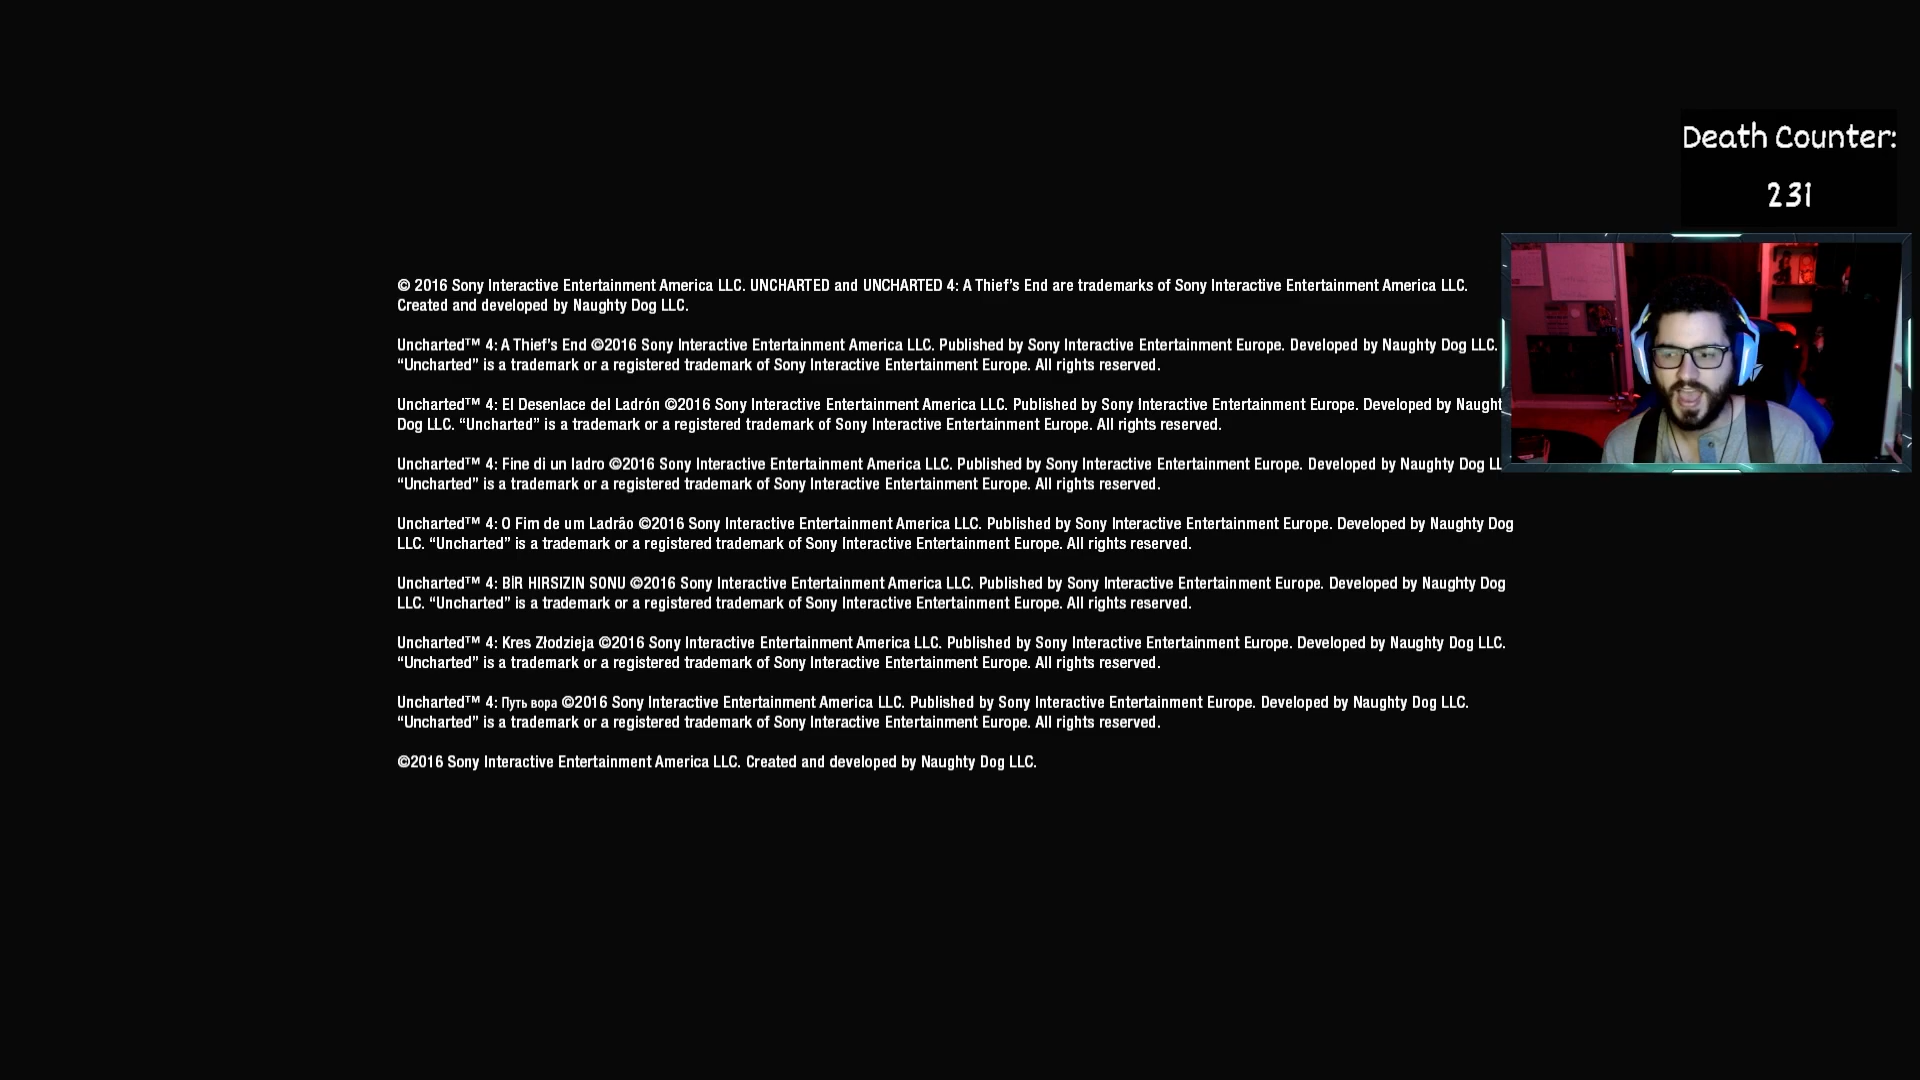 Death Counter:
231
© 2016 Sony Interactive Entertainment America LLC. UNCHARTED and UNCHARTED 4: A Thief’s End are trademarks of Sony Interactive Entertainment America LLC.
Created and developed by Naughty Dog LLC.
Uncharted™ 4: A Thief’s End ©2016 Sony Interactive Entertainment America LLC. Published by Sony Interactive Entertainment Europe. Developed by Naughty Dog LLC.
“Uncharted” is a trademark or a registered trademark of Sony Interactive Entertainment Europe. All rights reserved.
Uncharted™ 4: El Desenlace del Ladrón ©2016 Sony Interactive Entertainment America LLC. Published by Sony Interactive Entertainment Europe. Developed by Naught
Dog LLC. “Uncharted” is a trademark or a registered trademark of Sony Interactive Entertainment Europe. All rights reserved.
Uncharted™ 4: Fine di un ladro ©2016 Sony Interactive Entertainment America LLC. Published by Sony Interactive Entertainment Europe. Developed by Naughty Dog LL
“Uncharted” is a trademark or a registered trademark of Sony Interactive Entertainment Europe. All rights reserved.
Uncharted™ 4: O Fim de um Ladrão ©2016 Sony Interactive Entertainment America LLC. Published by Sony Interactive Entertainment Europe. Developed by Naughty Dog
LLC. “Uncharted” is a trademark or a registered trademark of Sony Interactive Entertainment Europe. All rights reserved.
Uncharted™ 4: BİR HIRSIZIN SONU ©2016 Sony Interactive Entertainment America LLC. Published by Sony Interactive Entertainment Europe. Developed by Naughty Dog
LLC. “Uncharted” is a trademark or a registered trademark of Sony Interactive Entertainment Europe. All rights reserved.
Uncharted™ 4: Kres Złodzieja ©2016 Sony Interactive Entertainment America LLC. Published by Sony Interactive Entertainment Europe. Developed by Naughty Dog LLC.
“Uncharted” is a trademark or a registered trademark of Sony Interactive Entertainment Europe. All rights reserved.
Uncharted™ 4: Путь вора ©2016 Sony Interactive Entertainment America LLC. Published by Sony Interactive Entertainment Europe. Developed by Naughty Dog LLC.
“Uncharted” is a trademark or a registered trademark of Sony Interactive Entertainment Europe. All rights reserved.
©2016 Sony Interactive Entertainment America LLC. Created and developed by Naughty Dog LLC.